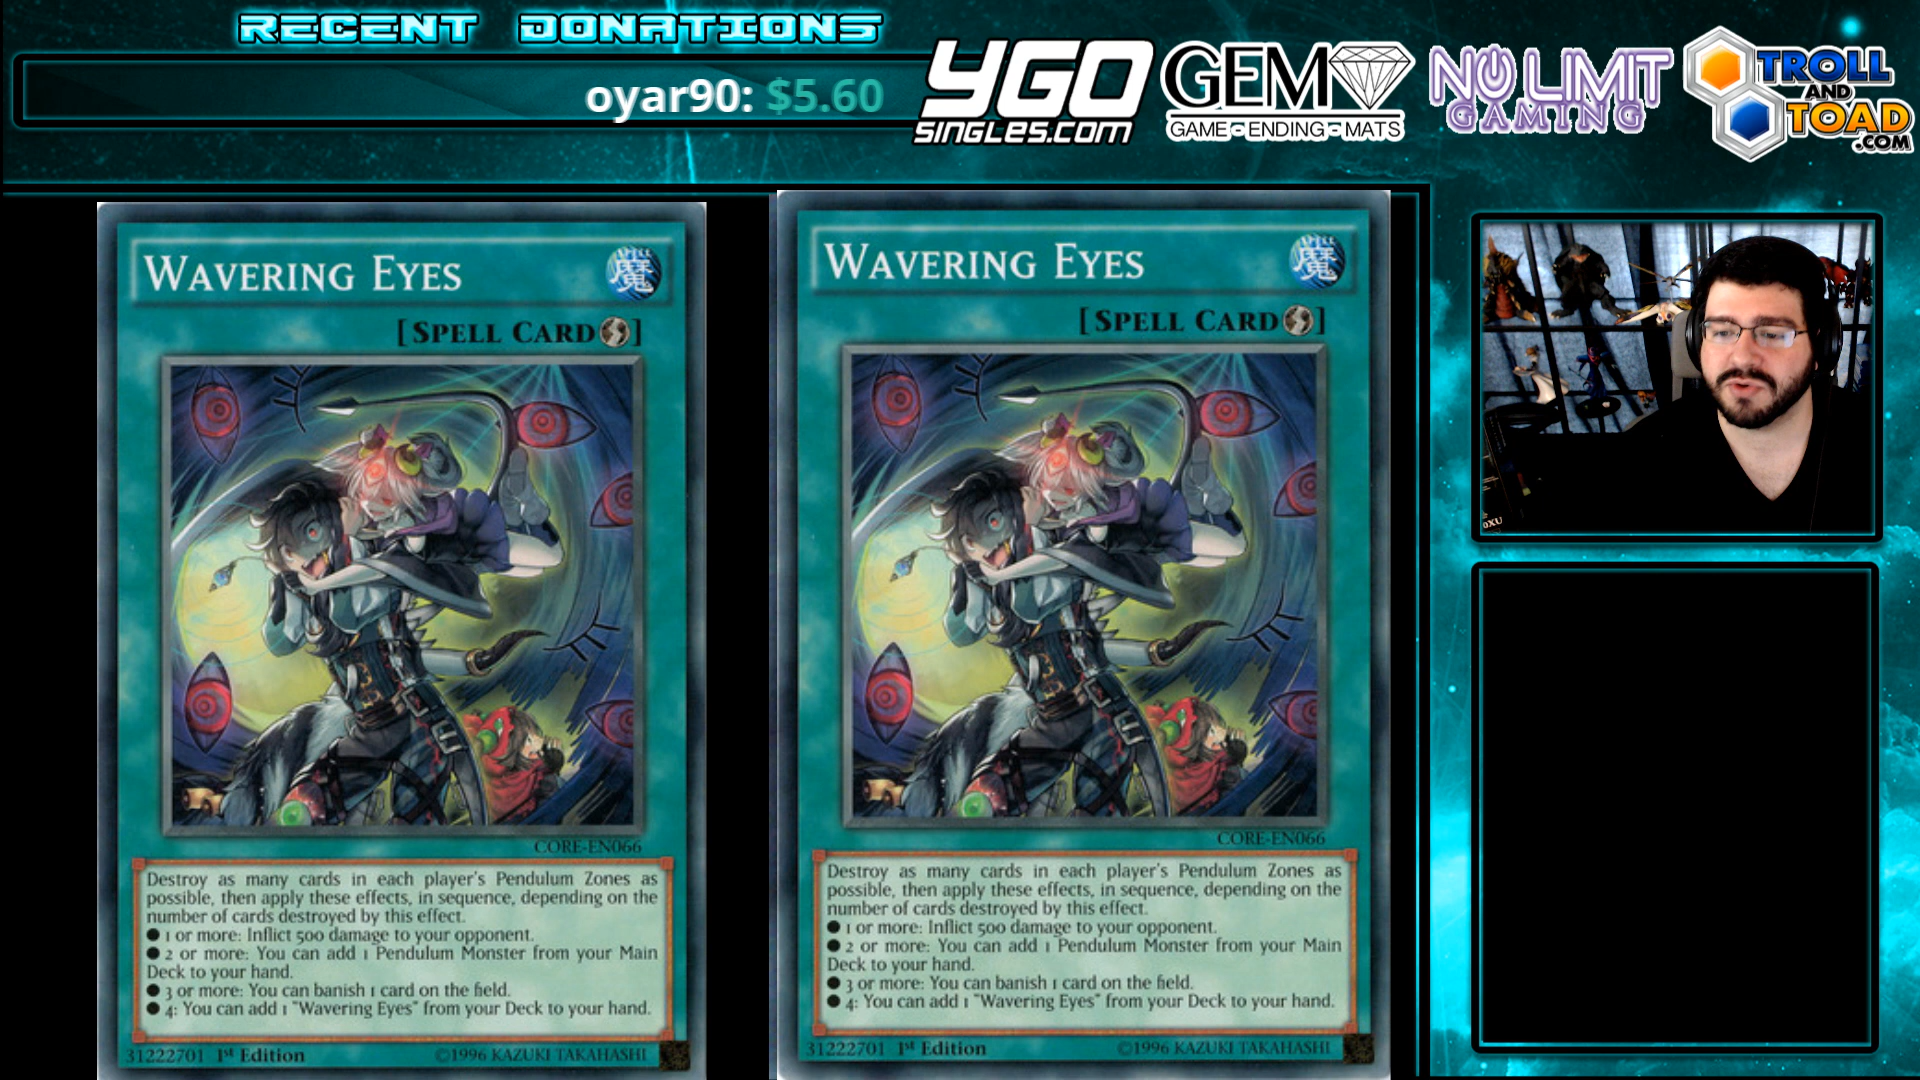 RECENT DONATIONS
oyar90: $5.60
YGO
SINGLES.COM
GEM
GAME-ENDING-MATS
NO LIMIT
GAMING
TROLL
AND
TOAD
.COM
WAVERING EYES
魔
[SPELL CARD]
CORE-EN066
Destroy as many cards in each player's Pendulum Zones as
possible, then apply these effects, in sequence, depending on the
number of cards destroyed by this effect.
● 1 or more: Inflict 500 damage to your opponent.
● 2 or more: You can add 1 Pendulum Monster from your Main
Deck to your hand.
● 3 or more: You can banish 1 card on the field.
● 4: You can add 1 "Wavering Eyes" from your Deck to your hand.
31222701 1st Edition ©1996 KAZUKI TAKAHASHI
WAVERING EYES
魔
[SPELL CARD]
CORE-EN066
Destroy as many cards in each player's Pendulum Zones as
possible, then apply these effects, in sequence, depending on the
number of cards destroyed by this effect.
● 1 or more: Inflict 500 damage to your opponent.
● 2 or more: You can add 1 Pendulum Monster from your Main
Deck to your hand.
● 3 or more: You can banish 1 card on the field.
● 4: You can add 1 "Wavering Eyes" from your Deck to your hand.
31222701 1st Edition ©1996 KAZUKI TAKAHASHI